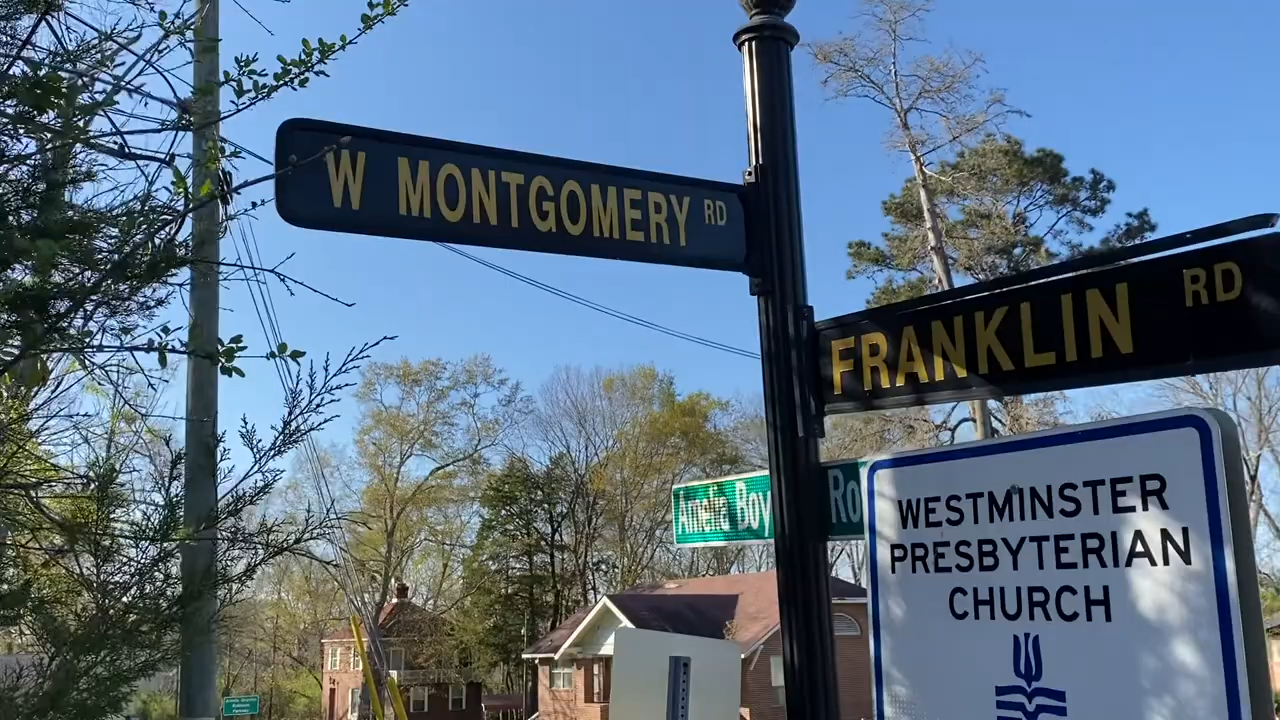 W MONTGOMERY RD
FRANKLIN RD
Amelia Boy
Ro
WESTMINSTER
PRESBYTERIAN
CHURCH